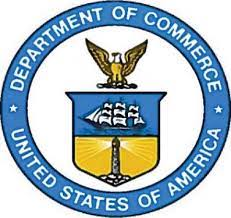 DEPARTMENT OF COMMERCE
UNITED STATES OF AMERICA